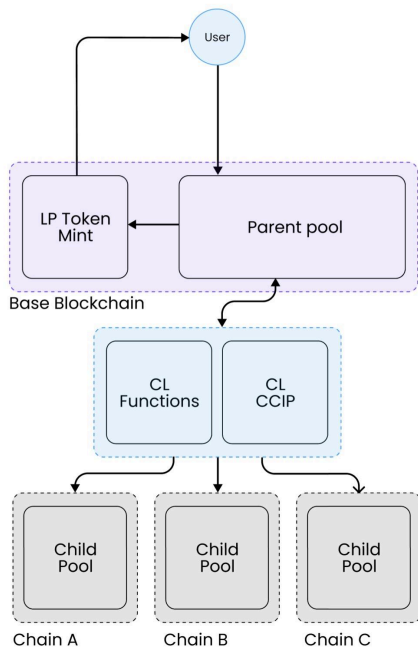 User
LP Token
Mint
Parent pool
Base Blockchain
CL
Functions
CL
CCIP
Child
Pool
Child
Pool
Child
Pool
Chain A
Chain B
Chain C